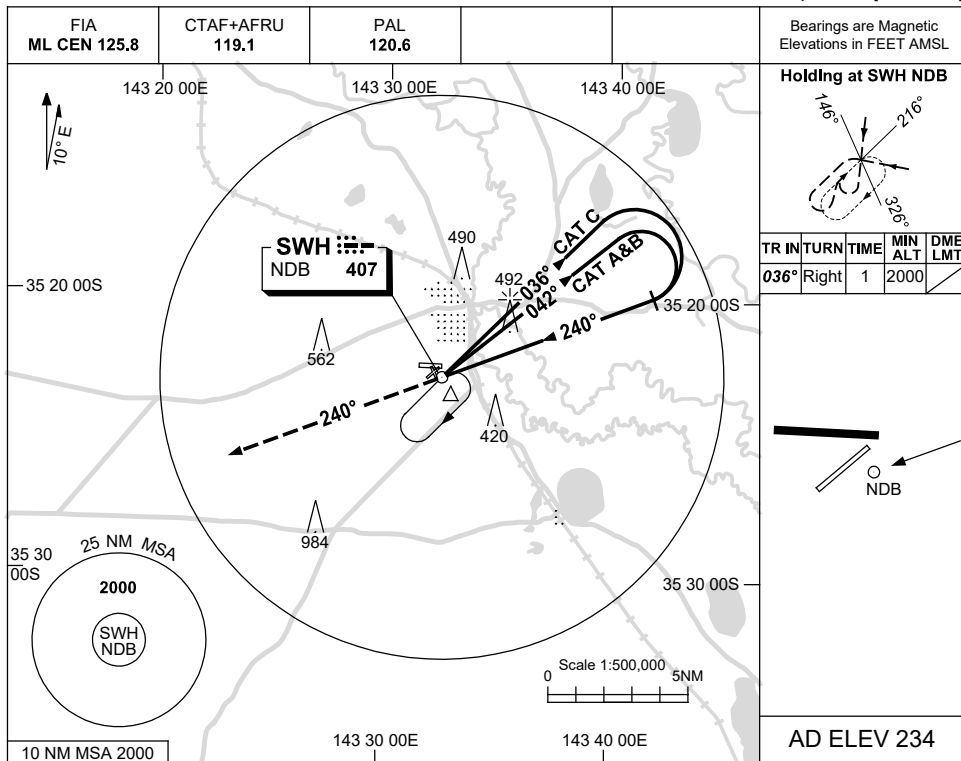 FIA
ML CEN 125.8
CTAF+AFRU
119.1
PAL
120.6
Bearings are Magnetic
Elevations in FEET AMSL
143 20 00E
143 30 00E
143 40 00E
10° E
Holding at SWH NDB
146°
216°
326°
TR IN TURN TIME MIN ALT DME LMT
036° Right 1 2000
SWH
NDB 407
490
492
CAT C
CAT A&B
036°
042°
240°
35 20 00S
35 20 00S
562
240°
420
984
NDB
35 30
00S
25 NM MSA
2000
SWH
NDB
35 30 00S
Scale 1:500,000
0 5NM
10 NM MSA 2000
143 30 00E
143 40 00E
AD ELEV 234